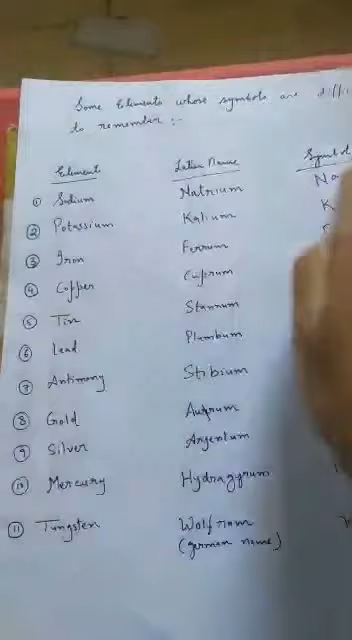 Some Elements whose symbols are diffi
to remember :-
Element Latin Name Symbol
① Sodium Natrium Na
② Potassium Kalium K
③ Iron Ferrum
④ Copper Cuprum
⑤ Tin Stannum
⑥ Lead Plumbum
⑦ Antimony Stibium
⑧ Gold Aurum
⑨ Silver Argentum
⑩ Mercury Hydragyrum
⑪ Tungsten Wolfram
(german name)